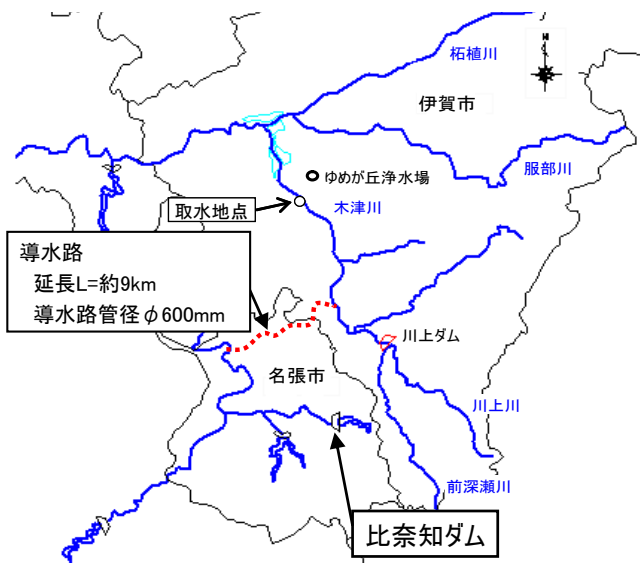 柘植川
伊賀市
服部川
ゆめが丘浄水場
取水地点
木津川
導水路
延長L=約9km
導水路管径φ600mm
川上ダム
名張市
川上川
前深瀬川
比奈知ダム